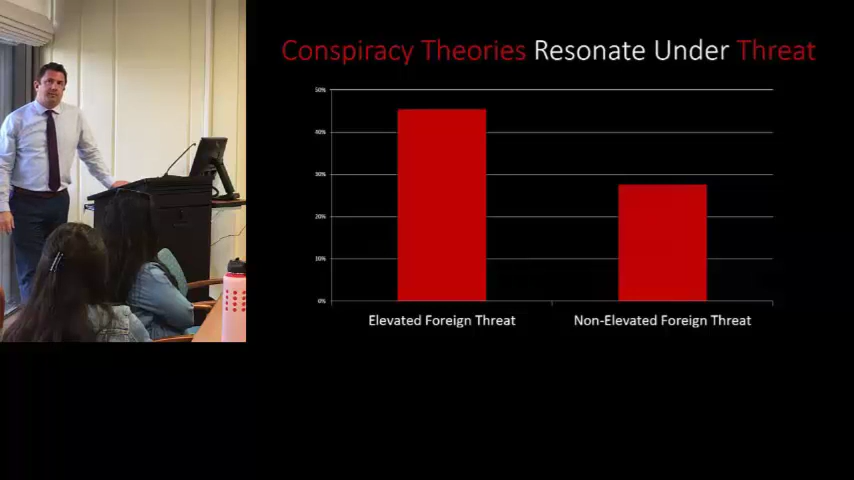 Conspiracy Theories Resonate Under Threat
50%
40%
30%
20%
10%
0%
Elevated Foreign Threat
Non-Elevated Foreign Threat